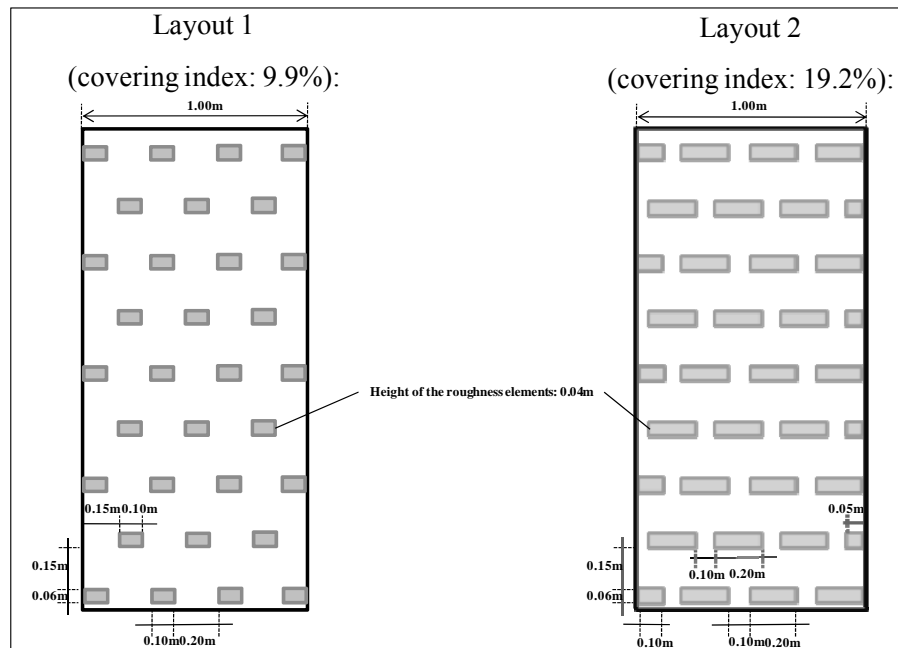 Layout 1
(covering index: 9.9%):
1.00m
Layout 2
(covering index: 19.2%):
1.00m
Height of the roughness elements: 0.04m
0.15m 0.10m
0.15m
0.06m
0.10m 0.20m
0.05m
0.10m 0.20m
0.15m
0.06m
0.10m
0.10m 0.20m